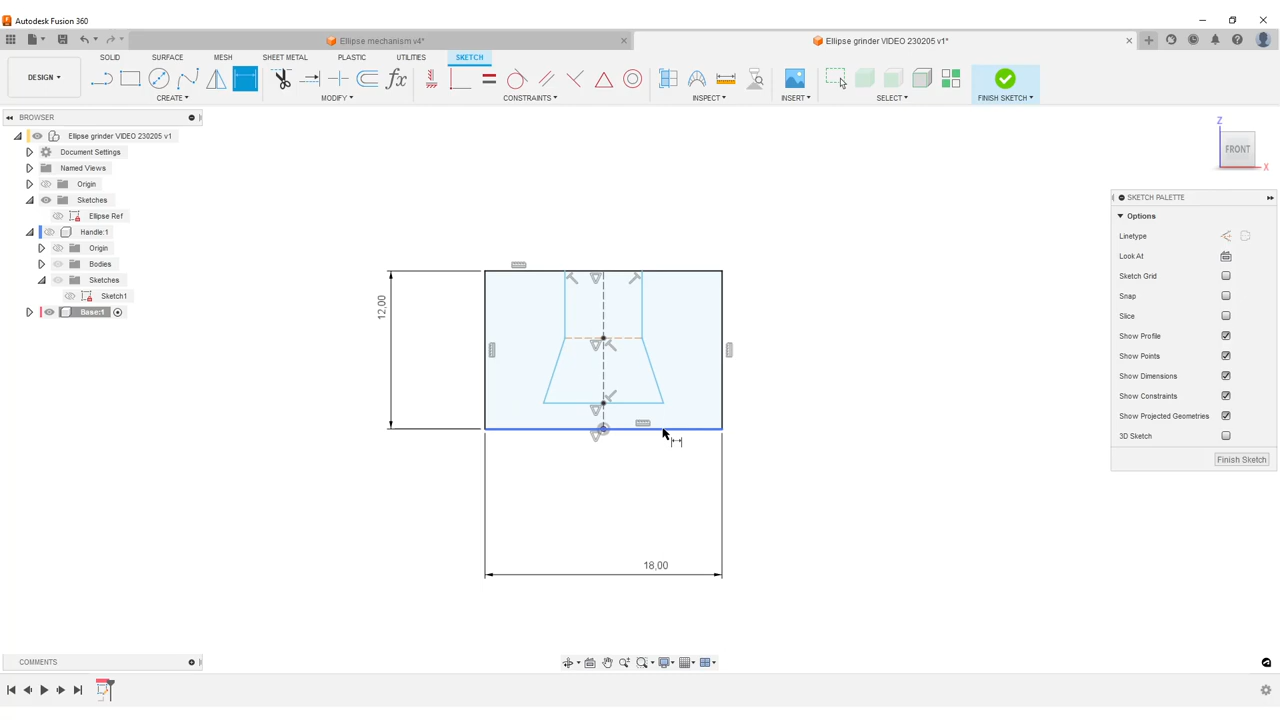 Autodesk Fusion 360
Ellipse mechanism v4*
Ellipse grinder VIDEO 230205 v1*
SOLID
SURFACE
MESH
SHEET METAL
PLASTIC
UTILITIES
SKETCH
DESIGN
fx
CREATE
MODIFY
CONSTRAINTS
INSPECT
INSERT
SELECT
FINISH SKETCH
BROWSER
Ellipse grinder VIDEO 230205 v1
Document Settings
Named Views
Origin
Sketches
Ellipse Ref
Handle:1
Origin
Bodies
Sketches
Sketch1
Base:1
Z
FRONT
X
SKETCH PALETTE
Options
Linetype
Look At
Sketch Grid
Snap
Slice
Show Profile
Show Points
Show Dimensions
Show Constraints
Show Projected Geometries
3D Sketch
Finish Sketch
12,00
18,00
COMMENTS